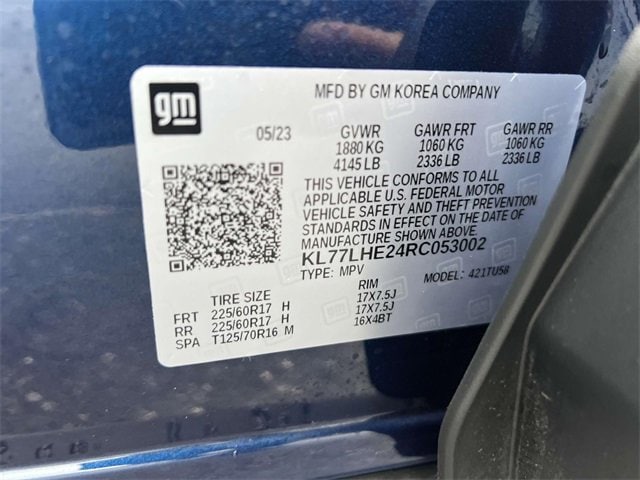 gm
MFD BY GM KOREA COMPANY
05/23 GVWR GAWR FRT GAWR RR
1880 KG 1060 KG 1060 KG
4145 LB 2336 LB 2336 LB
THIS VEHICLE CONFORMS TO ALL
APPLICABLE U.S. FEDERAL MOTOR
VEHICLE SAFETY AND THEFT PREVENTION
STANDARDS IN EFFECT ON THE DATE OF
MANUFACTURE SHOWN ABOVE.
KL77LHE24RC053002
TYPE: MPV MODEL: 421TU58
TIRE SIZE RIM
FRT 225/60R17 H 17X7.5J
RR 225/60R17 H 17X7.5J
SPA T125/70R16 M 16X4BT